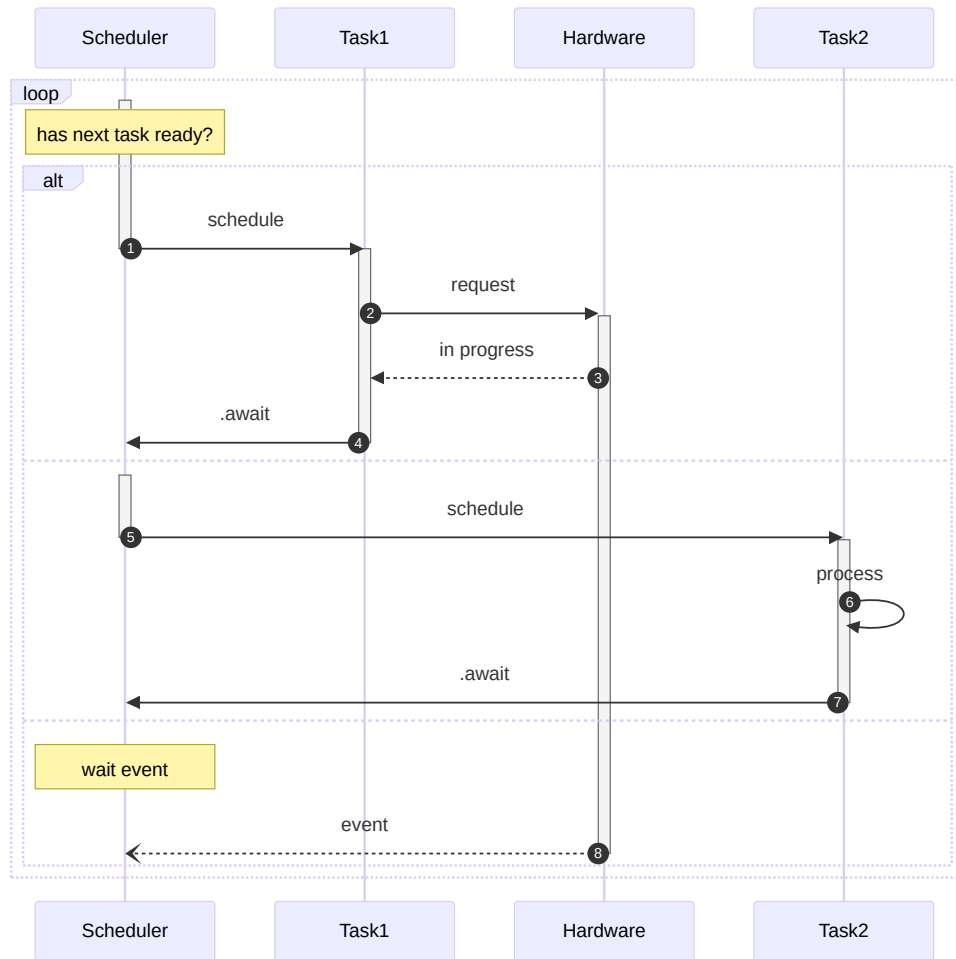 Scheduler
Task1
Hardware
Task2
loop
has next task ready?
alt
schedule
1
request
2
in progress
3
.await
4
schedule
5
process
6
.await
7
wait event
event
8
Scheduler
Task1
Hardware
Task2